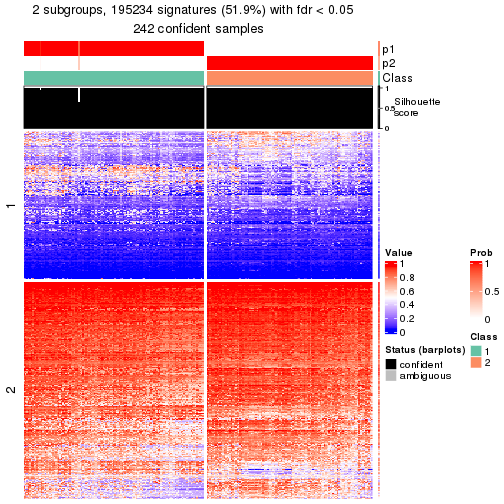 2 subgroups, 195234 signatures (51.9%) with fdr < 0.05
242 confident samples
p1
p2
Class
1
0.5
0
Silhouette
score
1
2
Value
1
0.8
0.6
0.4
0.2
0
Prob
1
0.5
0
Status (barplots)
confident
ambiguous
Class
1
2